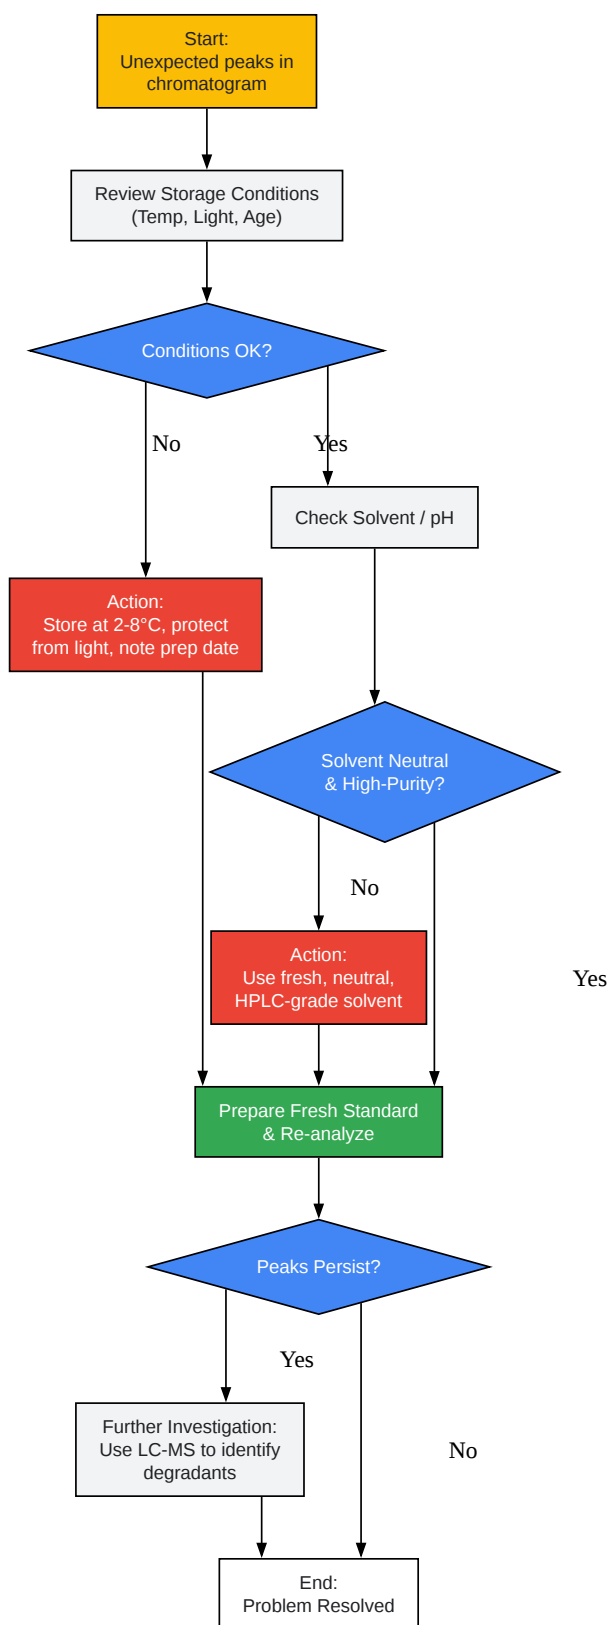 Start:
Unexpected peaks in
chromatogram
Review Storage Conditions
(Temp, Light, Age)
Conditions OK?
No
Yes
Check Solvent / pH
Action:
Store at 2-8°C, protect
from light, note prep date
Solvent Neutral
& High-Purity?
No
Action:
Use fresh, neutral,
HPLC-grade solvent
Yes
Prepare Fresh Standard
& Re-analyze
Peaks Persist?
Yes
Further Investigation:
Use LC-MS to identify
degradants
No
End:
Problem Resolved